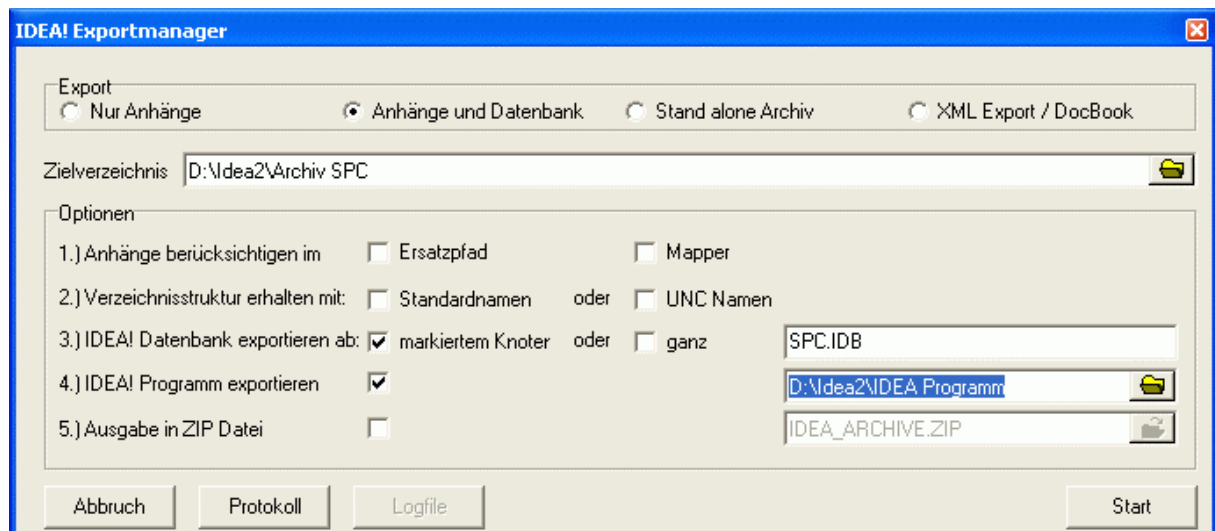 IDEA! Exportmanager
Export
Nur Anhänge Anhänge und Datenbank Stand alone Archiv XML Export / DocBook
Zielverzeichnis D:\Idea2\Archiv SPC
Optionen
1.) Anhänge berücksichtigen im Ersatzpfad Mapper
2.) Verzeichnisstruktur erhalten mit: Standardnamen oder UNC Namen
3.) IDEA! Datenbank exportieren ab: markiertem Knoter oder ganz SPC.IDB
4.) IDEA! Programm exportieren D:\Idea2\IDEA Programm
5.) Ausgabe in ZIP Datei IDEA_ARCHIVE.ZIP
Abbruch Protokoll Logfile Start